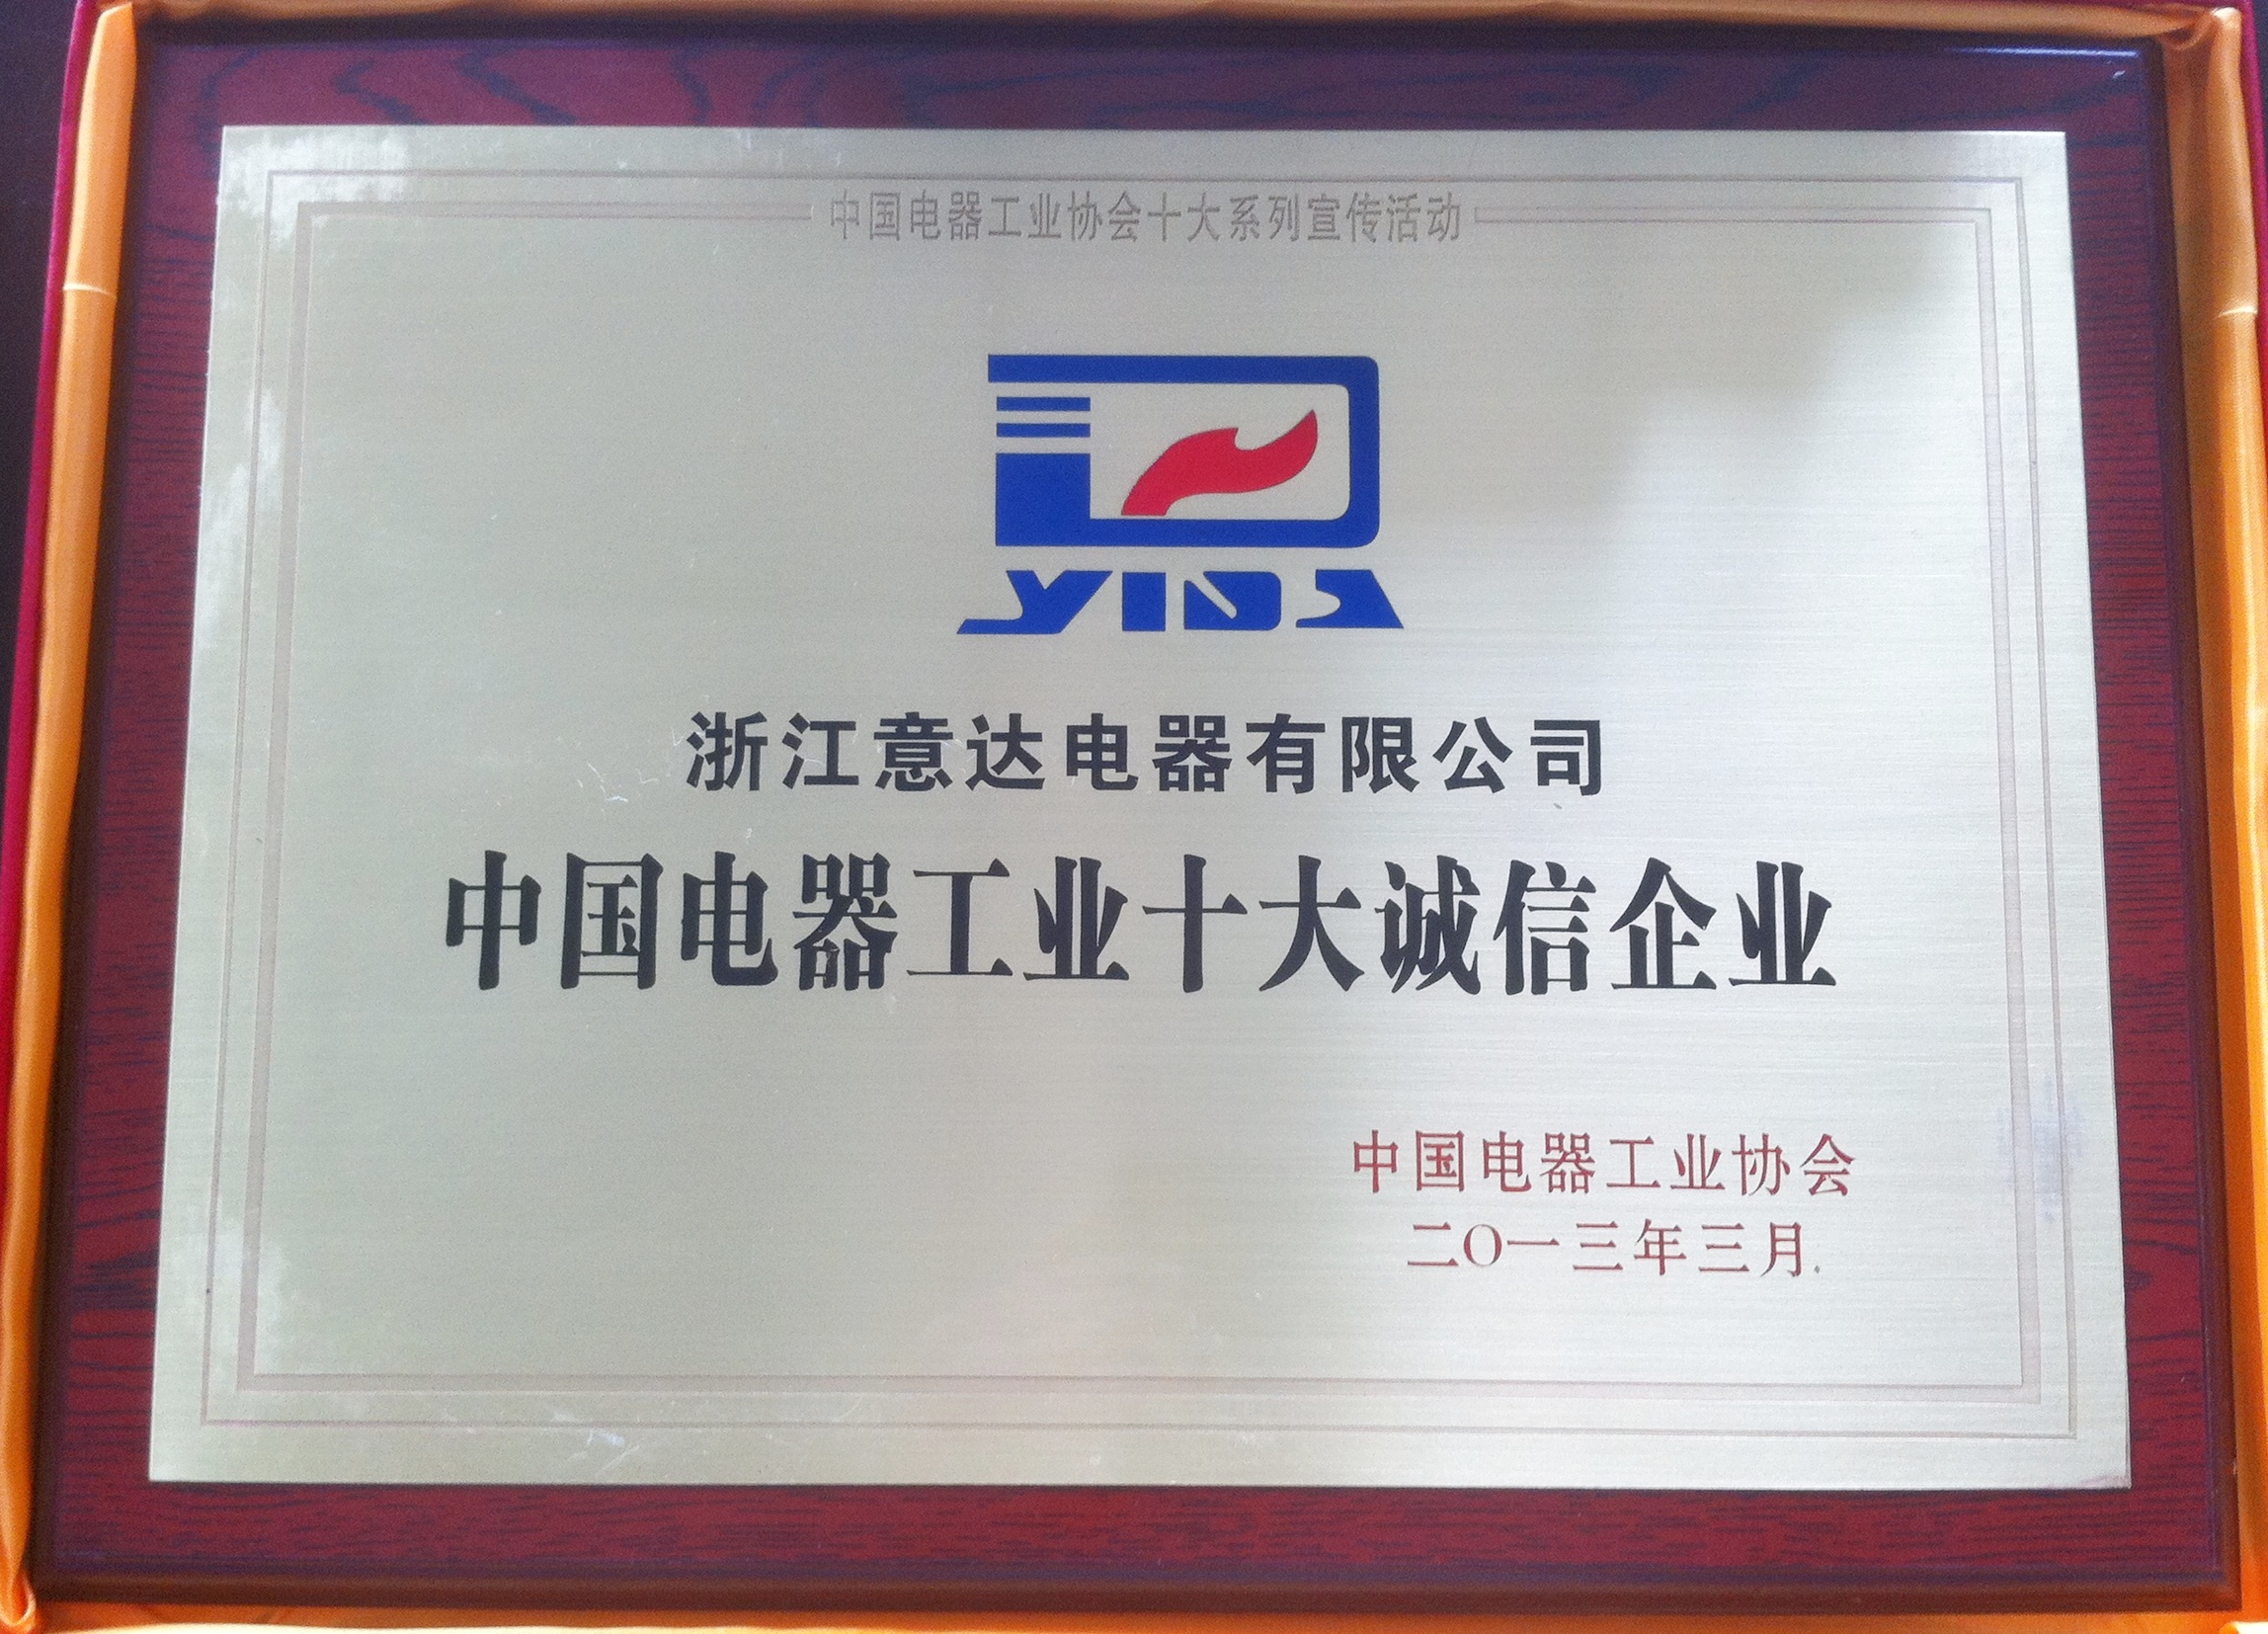 中国电器工业协会十大系列宣传活动
YIDA
浙江意达电器有限公司
中国电器工业十大诚信企业
中国电器工业协会
二〇一三年三月